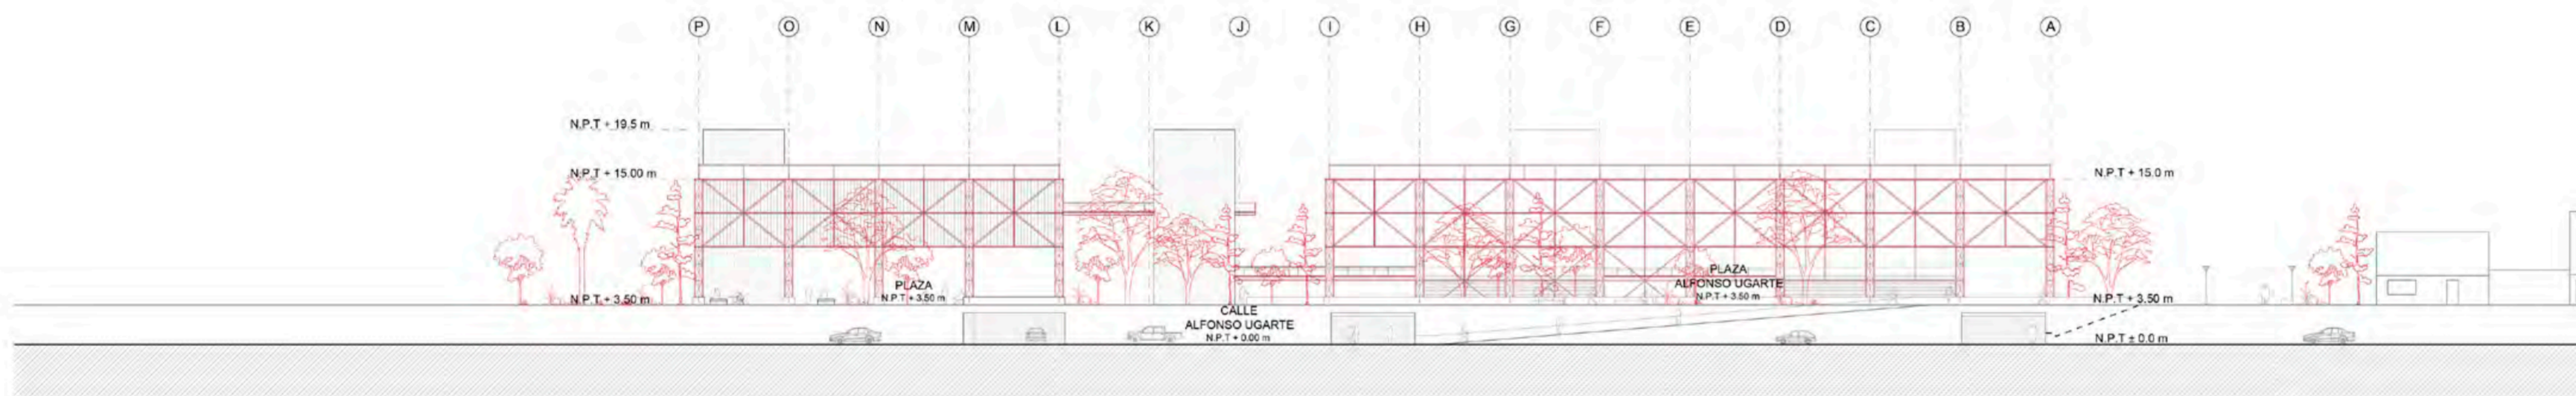 P O N M L K J I H G F E D C B A
N.P.T + 19.5 m
N.P.T + 15.00 m
N.P.T + 15.0 m
PLAZA
ALFONSO UGARTE
N.P.T + 3.50 m
PLAZA
N.P.T + 3.50 m
N.P.T + 3.50 m
N.P.T + 3.50 m
CALLE
ALFONSO UGARTE
N.P.T + 0.00 m
N.P.T ± 0.0 m